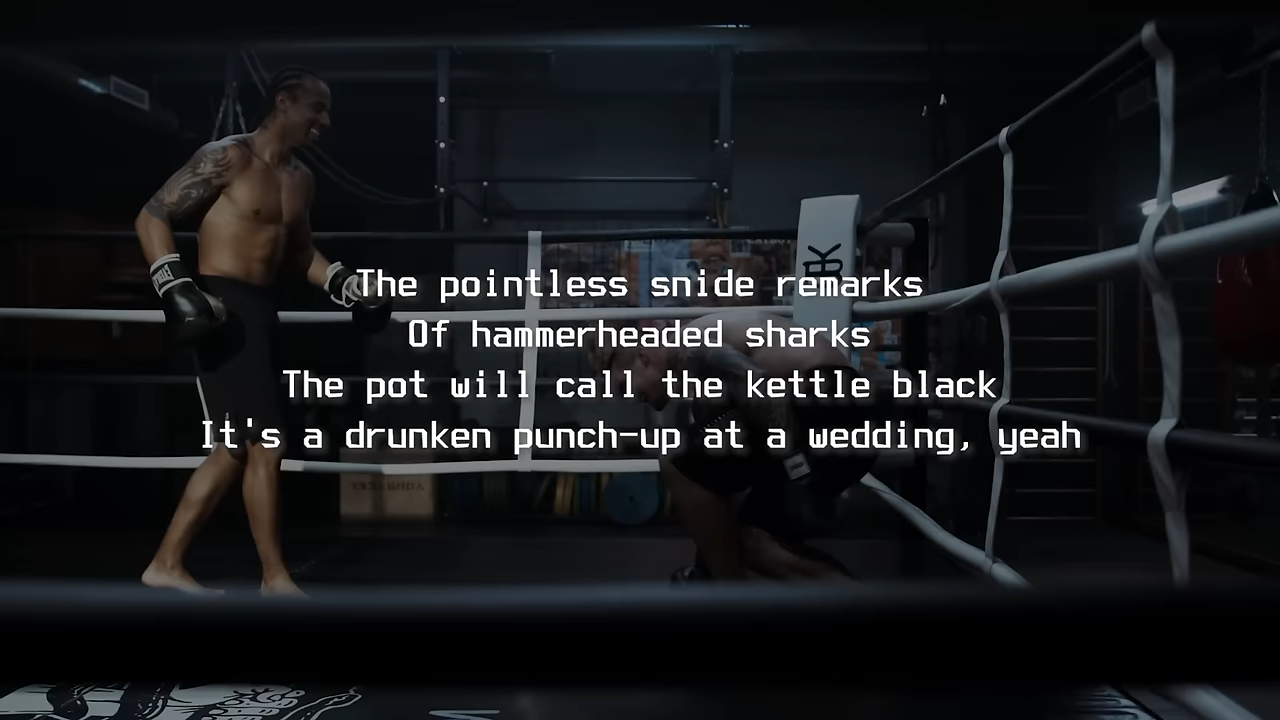 The pointless snide remarks
Of hammerheaded sharks
The pot will call the kettle black
It's a drunken punch-up at a wedding, yeah